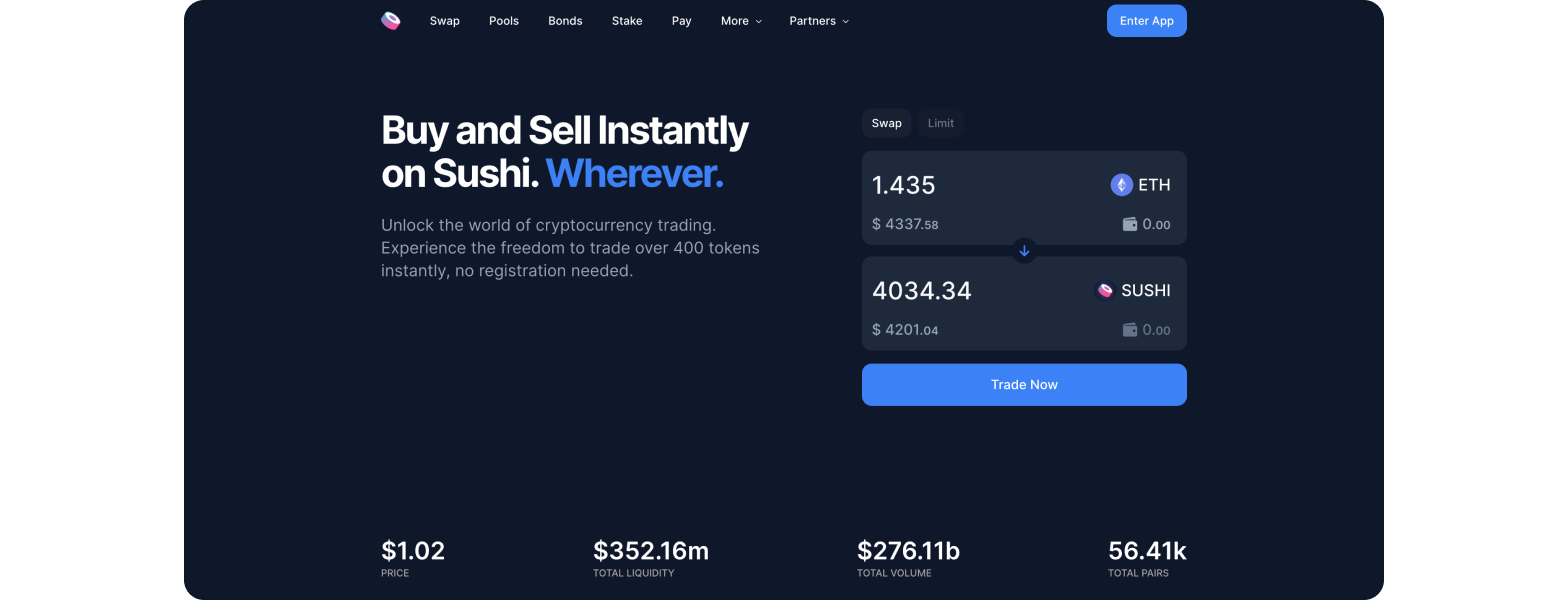 Swap Pools Bonds Stake Pay More Partners Enter App
Buy and Sell Instantly
on Sushi. Wherever.
Unlock the world of cryptocurrency trading.
Experience the freedom to trade over 400 tokens
instantly, no registration needed.
Swap Limit
1.435 ETH
$ 4337.58 0.00
4034.34 SUSHI
$ 4201.04 0.00
Trade Now
$1.02 $352.16m $276.11b 56.41k
PRICE TOTAL LIQUIDITY TOTAL VOLUME TOTAL PAIRS